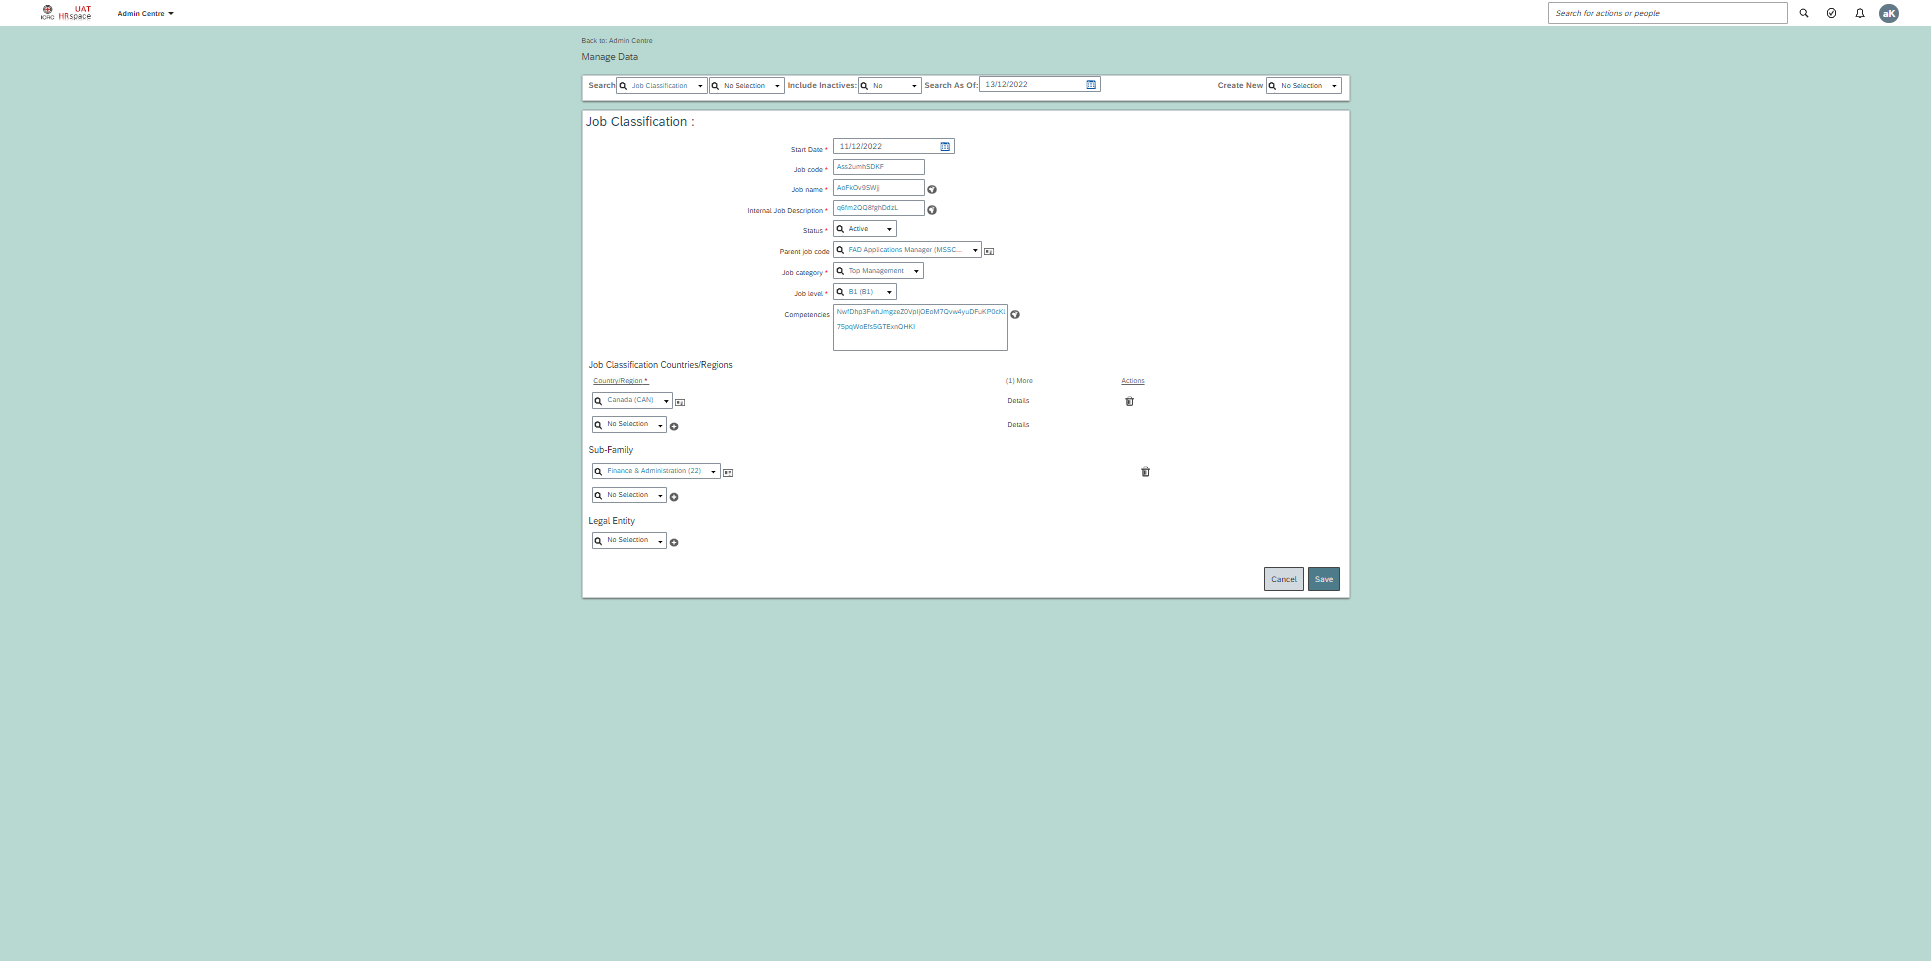 ICRC UAT HRspace Admin Centre Search for actions or people aK
Back to: Admin Centre
Manage Data
Search Job Classification No Selection Include Inactives: No Search As Of: 13/12/2022 Create New No Selection
Job Classification :
Start Date * 11/12/2022
Job code * Ass2umhSDKF
Job name * AoFkOv9SWjj
Internal Job Description * q6fm2QQ8fghDdzL
Status * Active
Parent job code FAD Applications Manager (MSSC...
Job category * Top Management
Job level * B1 (B1)
Competencies
Job Classification Countries/Regions
Country/Region * (1) More Actions
Canada (CAN) Details
No Selection Details
Sub-Family
Finance & Administration (22)
No Selection
Legal Entity
No Selection
Cancel Save